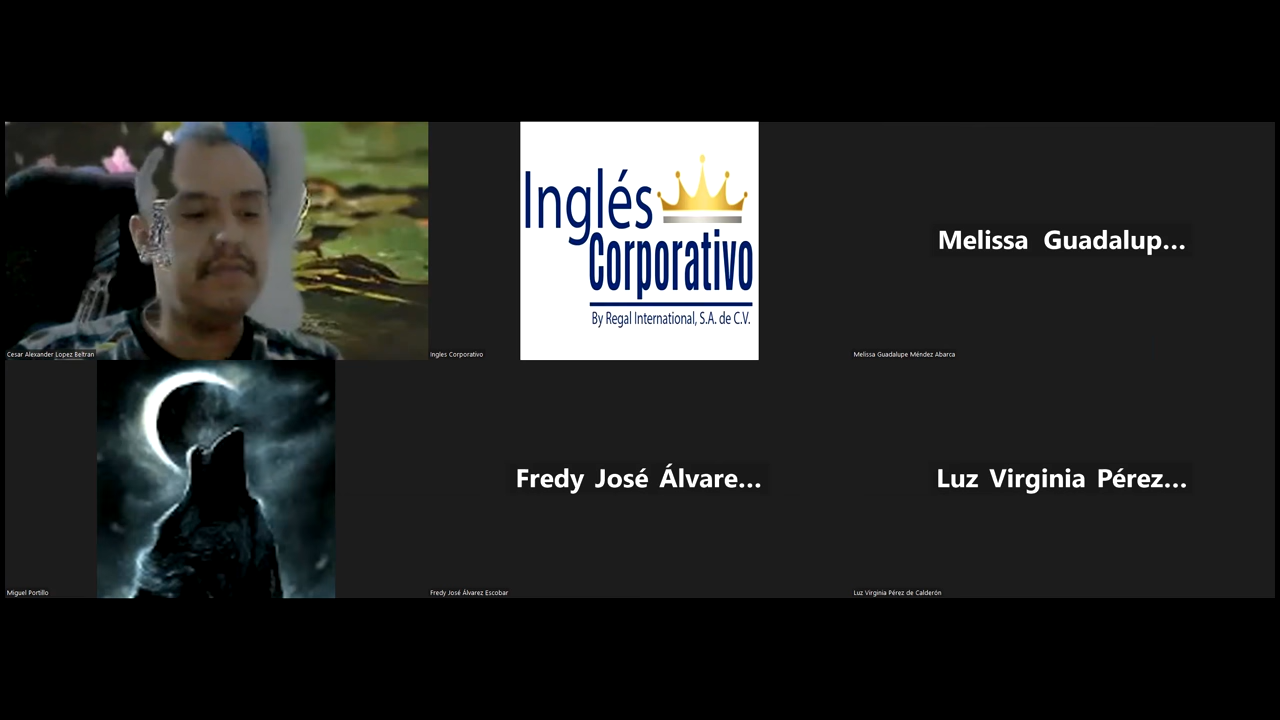 Inglés
Corporativo
By Regal International, S.A. de C.V.
Melissa Guadalup...
Cesar Alexander Lopez Beltran
Ingles Corporativo
Melissa Guadalupe Méndez Abarca
Fredy José Álvare...
Luz Virginia Pérez...
Miguel Portillo
Fredy José Álvarez Escobar
Luz Virginia Pérez de Calderón